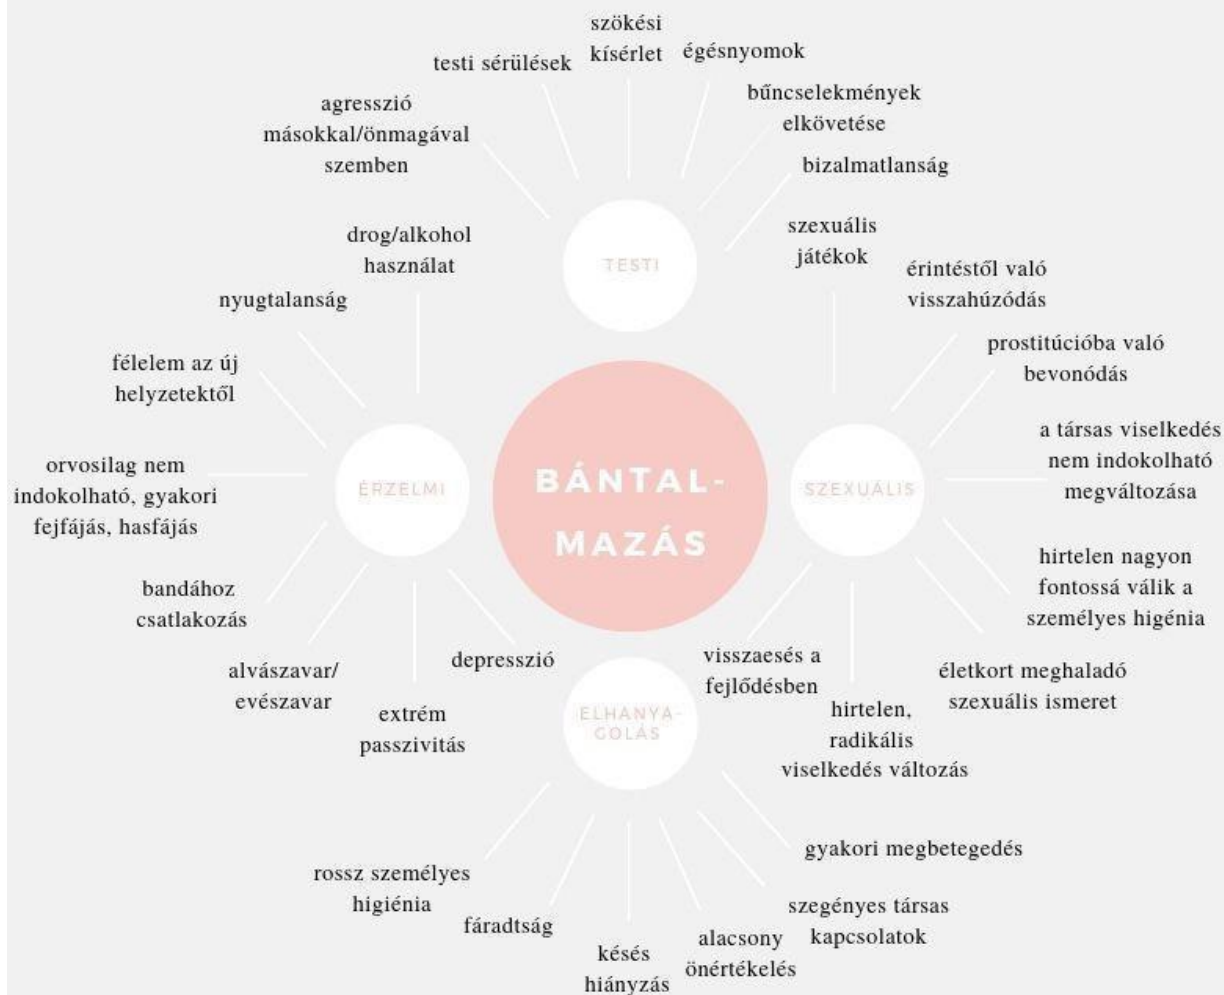 szökési
kísérlet
testi sérülések
égésnyomok
agresszió
másokkal/önmagával
szemben
bűncselekmények
elkövetése
bizalmatlanság
TESTI
drog/alkohol
használat
nyugtalanság
félelem az új
helyzetektől
orvosilag nem
indokolható, gyakori
fejfájás, hasfájás
bandához
csatlakozás
alvászavar/
evészavar
extrém
passzivitás
depresszió
ÉRZELMI
BÁNTAL-
MAZÁS
SZEXUÁLIS
szexuális
játékok
érintéstől való
visszahúzódás
prostitúcióba való
bevonódás
a társas viselkedés
nem indokolható
megváltozása
hirtelen nagyon
fontossá válik a
személyes higénia
életkort meghaladó
szexuális ismeret
hirtelen,
radikális
viselkedés változás
visszaesés a
fejlődésben
ELHANYA-
GOLÁS
rossz személyes
higiénia
fáradtság
késés
hiányzás
alacsony
önértékelés
szegényes társas
kapcsolatok
gyakori megbetegedés